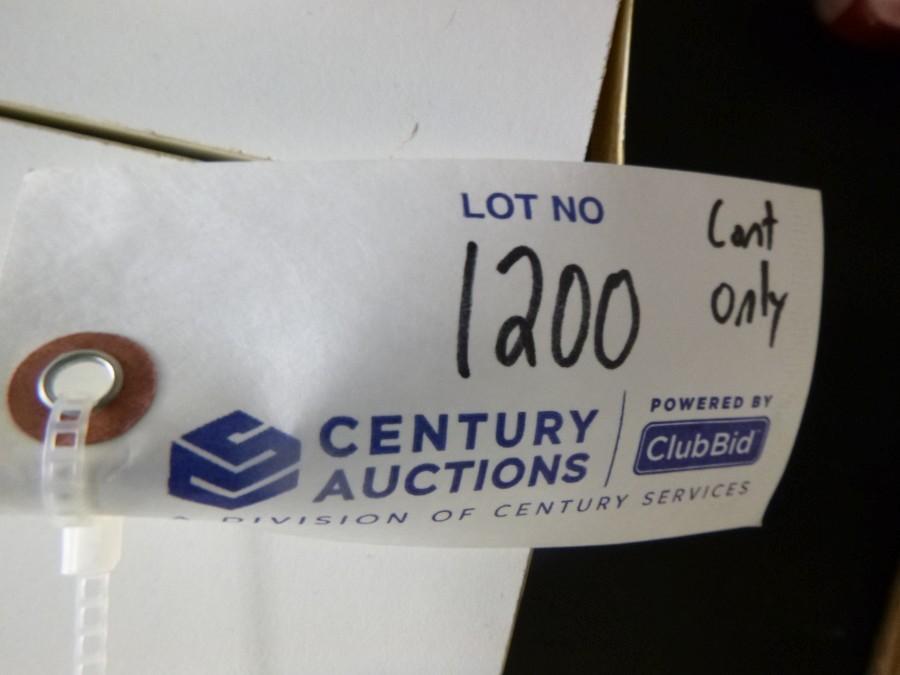 LOT NO
1200
Cont
only
CENTURY
AUCTIONS
POWERED BY
ClubBid
A DIVISION OF CENTURY SERVICES